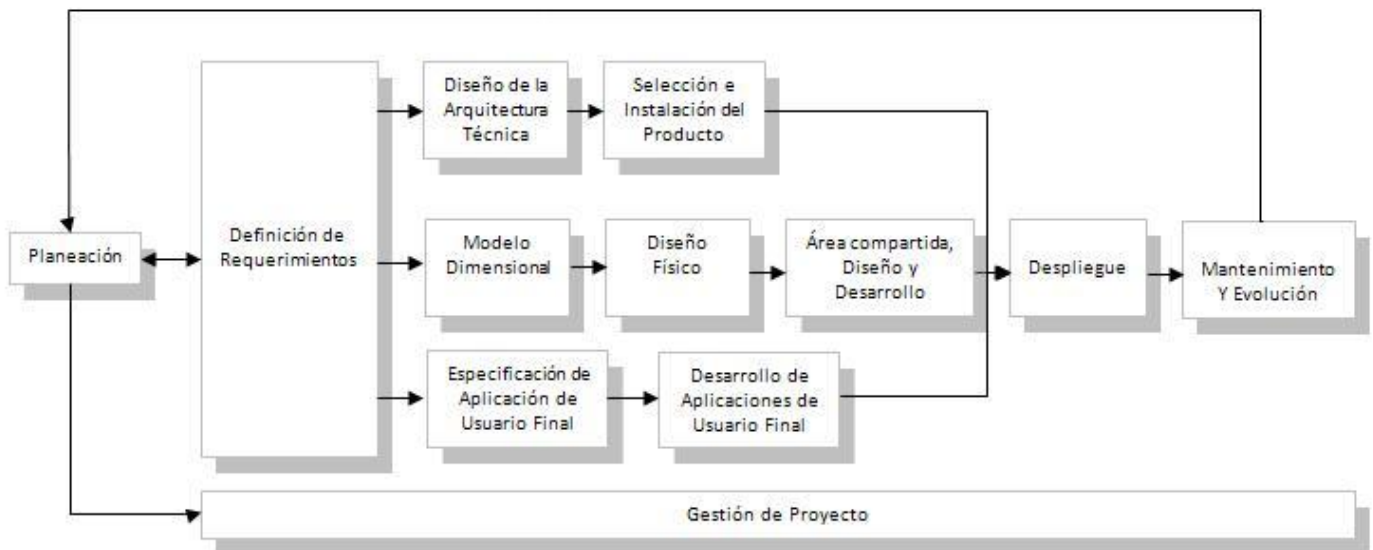 Diseño de la
Arquitectura
Técnica
Selección e
Instalación del
Producto
Planeación
Definición de
Requerimientos
Modelo
Dimensional
Diseño
Físico
Área compartida,
Diseño y
Desarrollo
Despliegue
Mantenimiento
Y Evolución
Especificación de
Aplicación de
Usuario Final
Desarrollo de
Aplicaciones de
Usuario Final
Gestión de Proyecto